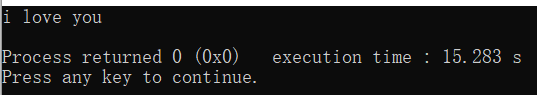 i love you
Process returned 0 (0x0)   execution time : 15.283 s
Press any key to continue.